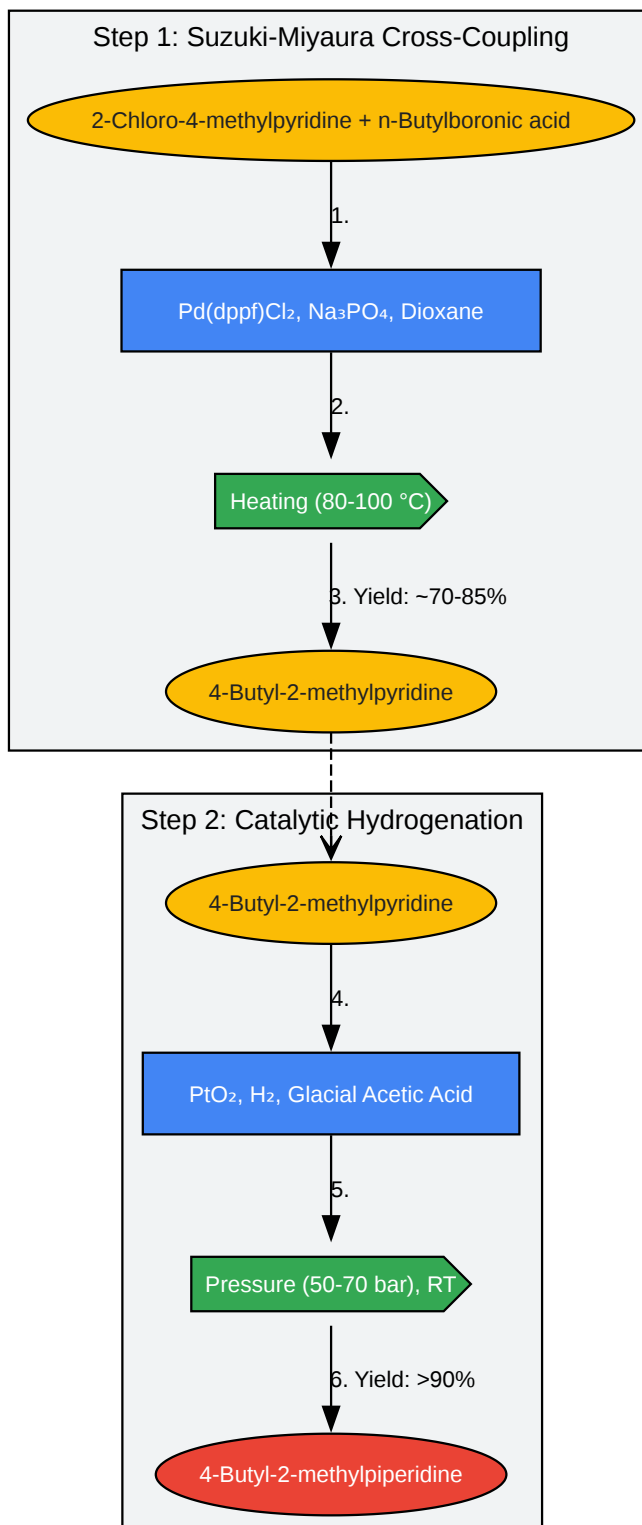 Step 1: Suzuki-Miyaura Cross-Coupling
2-Chloro-4-methylpyridine + n-Butylboronic acid
1.
Pd(dppf)Cl₂, Na₃PO₄, Dioxane
2.
Heating (80-100 °C)
3. Yield: ~70-85%
4-Butyl-2-methylpyridine
Step 2: Catalytic Hydrogenation
4-Butyl-2-methylpyridine
4.
PtO₂, H₂, Glacial Acetic Acid
5.
Pressure (50-70 bar), RT
6. Yield: >90%
4-Butyl-2-methylpiperidine